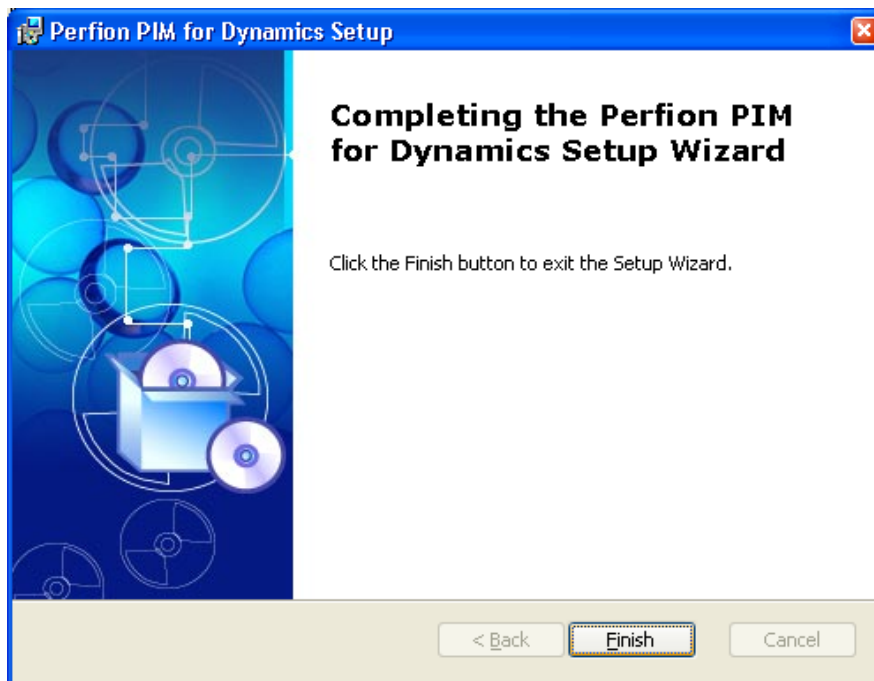 Perfion PIM for Dynamics Setup
Completing the Perfion PIM
for Dynamics Setup Wizard
Click the Finish button to exit the Setup Wizard.
< Back
Finish
Cancel